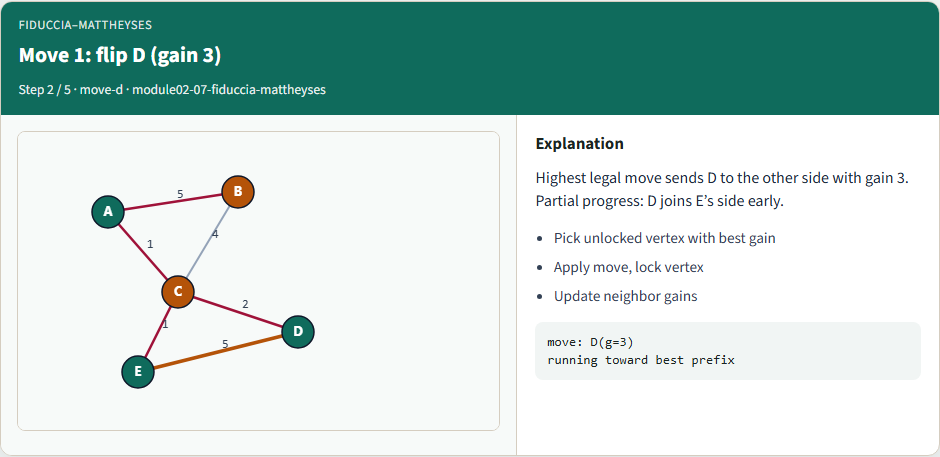 FIDUCCIA–MATTHEYSES
Move 1: flip D (gain 3)
Step 2 / 5 · move-d · module02-07-fiduccia-mattheyses
A
B
C
D
E
5
1
4
2
1
5
Explanation
Highest legal move sends D to the other side with gain 3.
Partial progress: D joins E’s side early.
• Pick unlocked vertex with best gain
• Apply move, lock vertex
• Update neighbor gains
move: D(g=3)
running toward best prefix